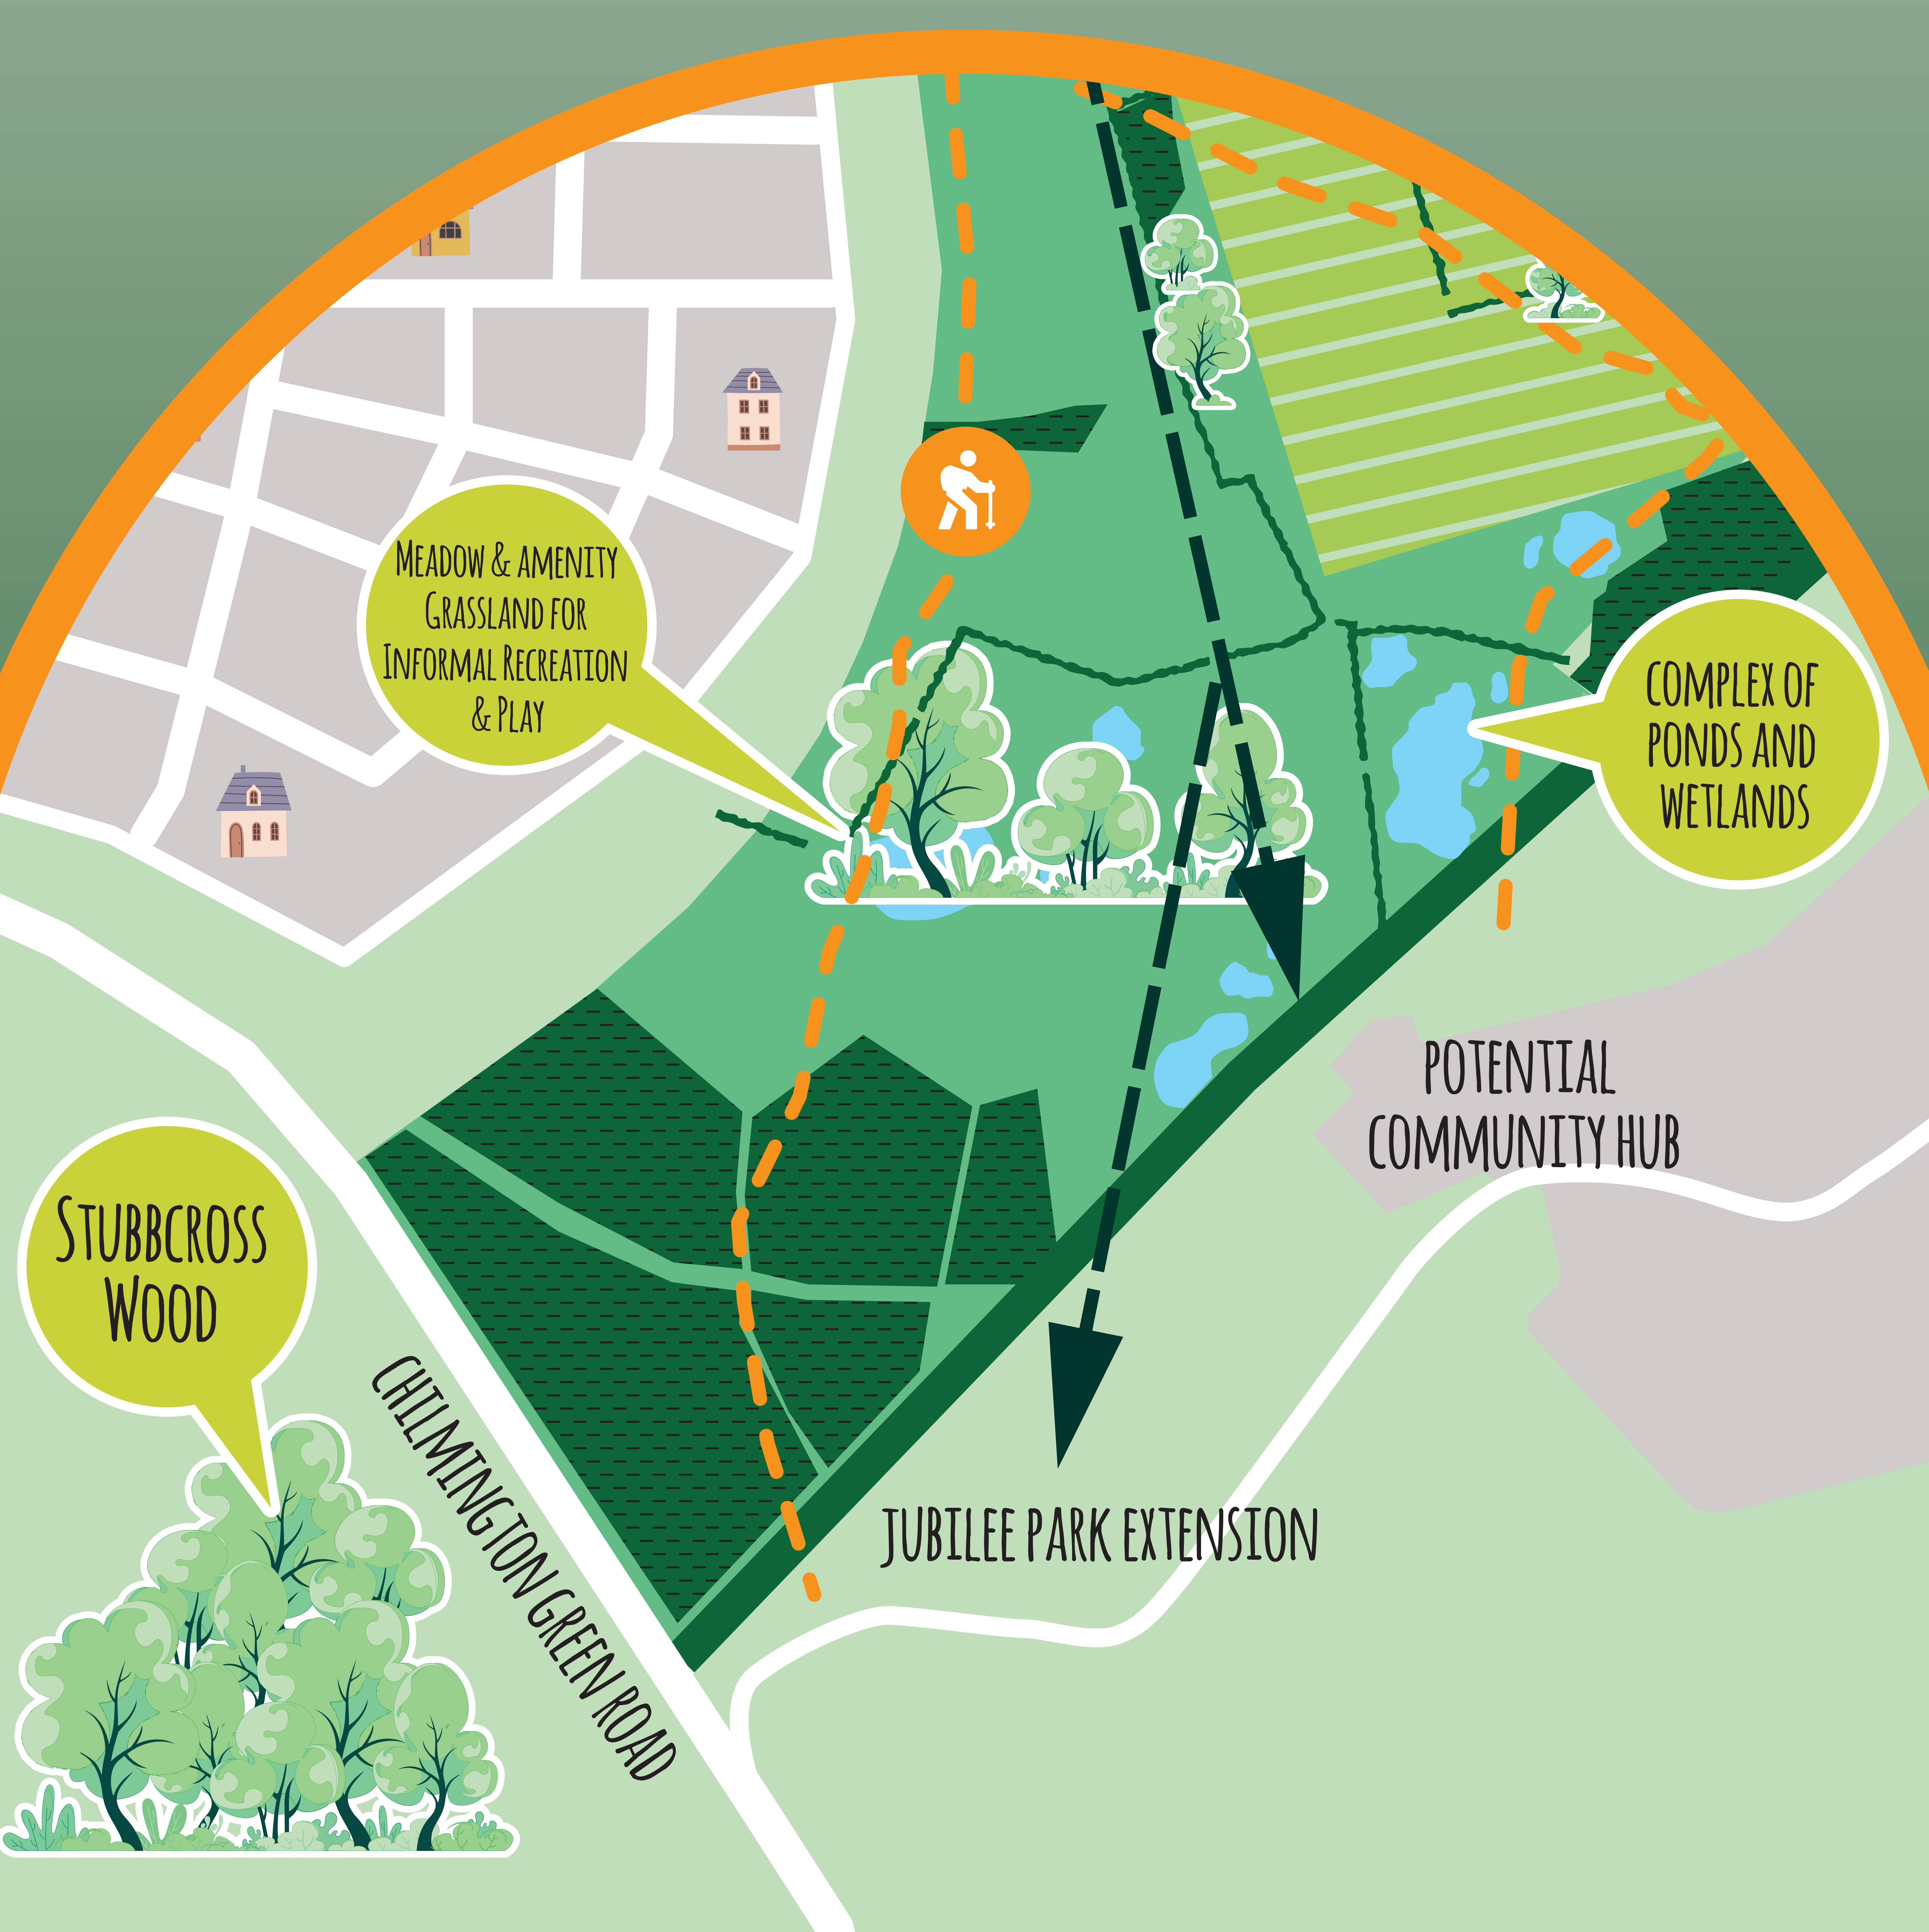 Meadow & amenity
Grassland for
Informal Recreation
& Play
complex of
ponds and
wetlands
potential
community hub
Stubbcross
Wood
chilmington green road
jubilee park extension